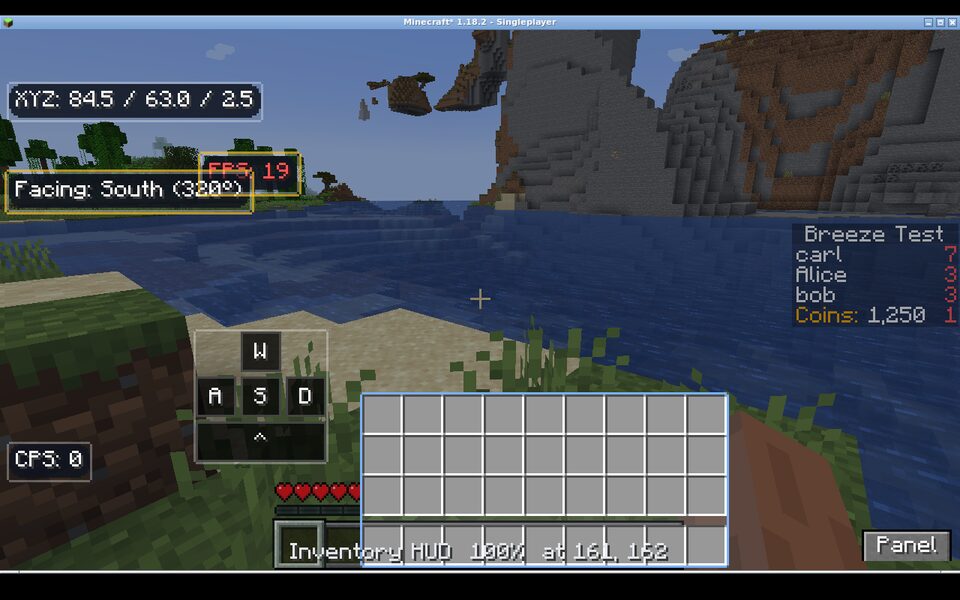 Minecraft* 1.18.2 - Singleplayer
XYZ: 84.5 / 63.0 / 2.5
FPS: 19
Facing: South (320°)
Breeze Test
carl 7
Alice 3
bob 3
Coins: 1,250 1
W
A S D
^
CPS: 0
Inventory HUD 100% at 161, 162
Panel